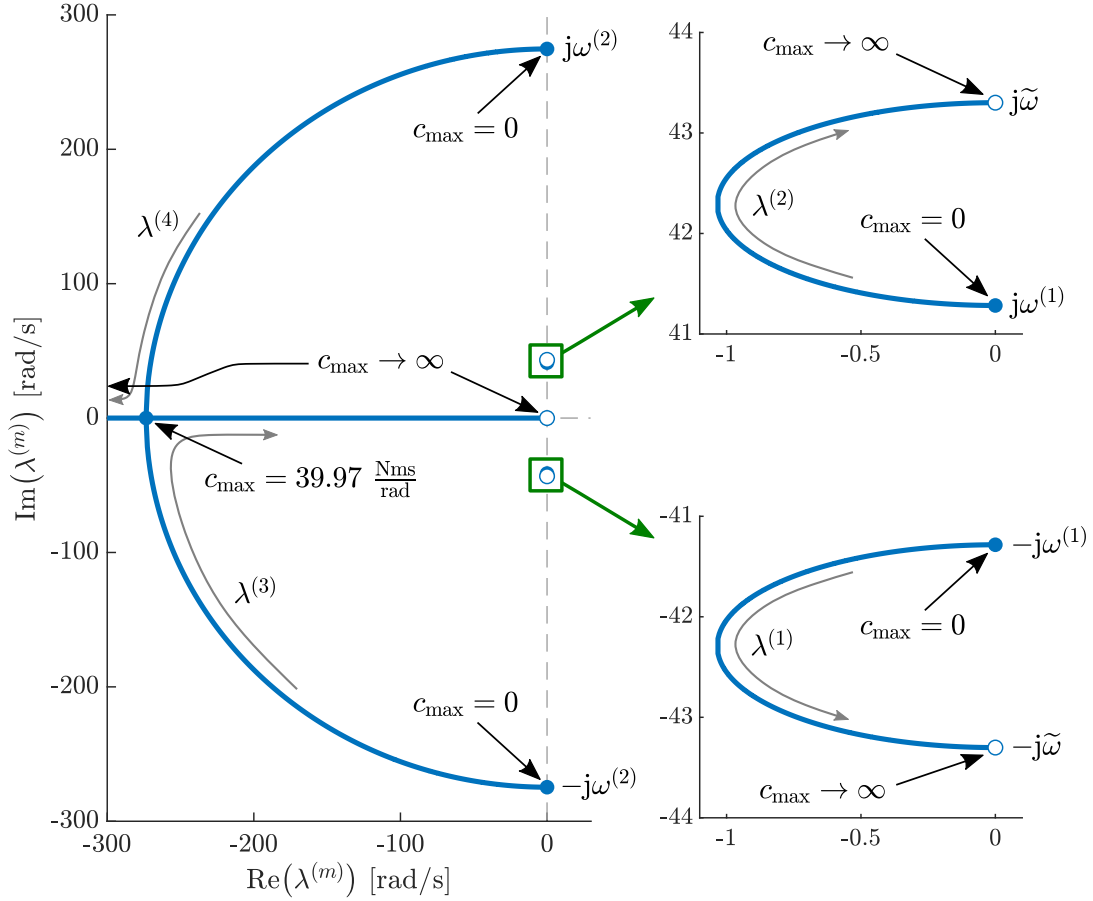 300
200
100
0
-100
-200
-300
-300
-200
-100
0
Im(λ^(m)) [rad/s]
Re(λ^(m)) [rad/s]
jω^(2)
c_max = 0
λ^(4)
c_max → ∞
c_max = 39.97 Nms/rad
λ^(3)
c_max = 0
−jω^(2)
44
43
42
41
-1
-0.5
0
c_max → ∞
jω̃
λ^(2)
c_max = 0
jω^(1)
-41
-42
-43
-44
-1
-0.5
0
−jω^(1)
c_max = 0
λ^(1)
−jω̃
c_max → ∞